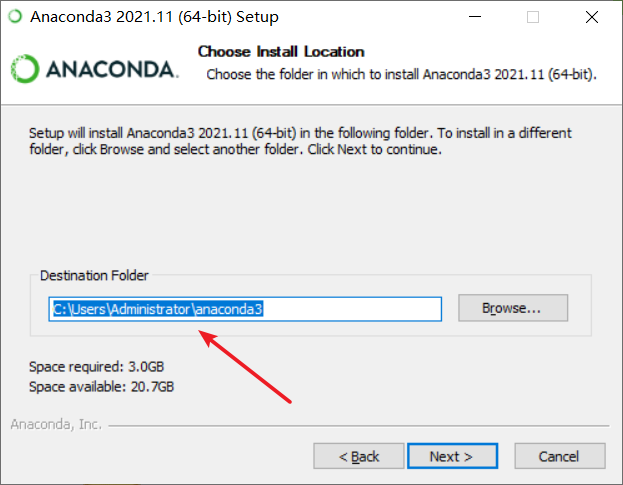 Anaconda3 2021.11 (64-bit) Setup
Choose Install Location
Choose the folder in which to install Anaconda3 2021.11 (64-bit).
ANACONDA.
Setup will install Anaconda3 2021.11 (64-bit) in the following folder. To install in a different
folder, click Browse and select another folder. Click Next to continue.
Destination Folder
C:\Users\Administrator\anaconda3
Browse...
Space required: 3.0GB
Space available: 20.7GB
Anaconda, Inc.
< Back
Next >
Cancel